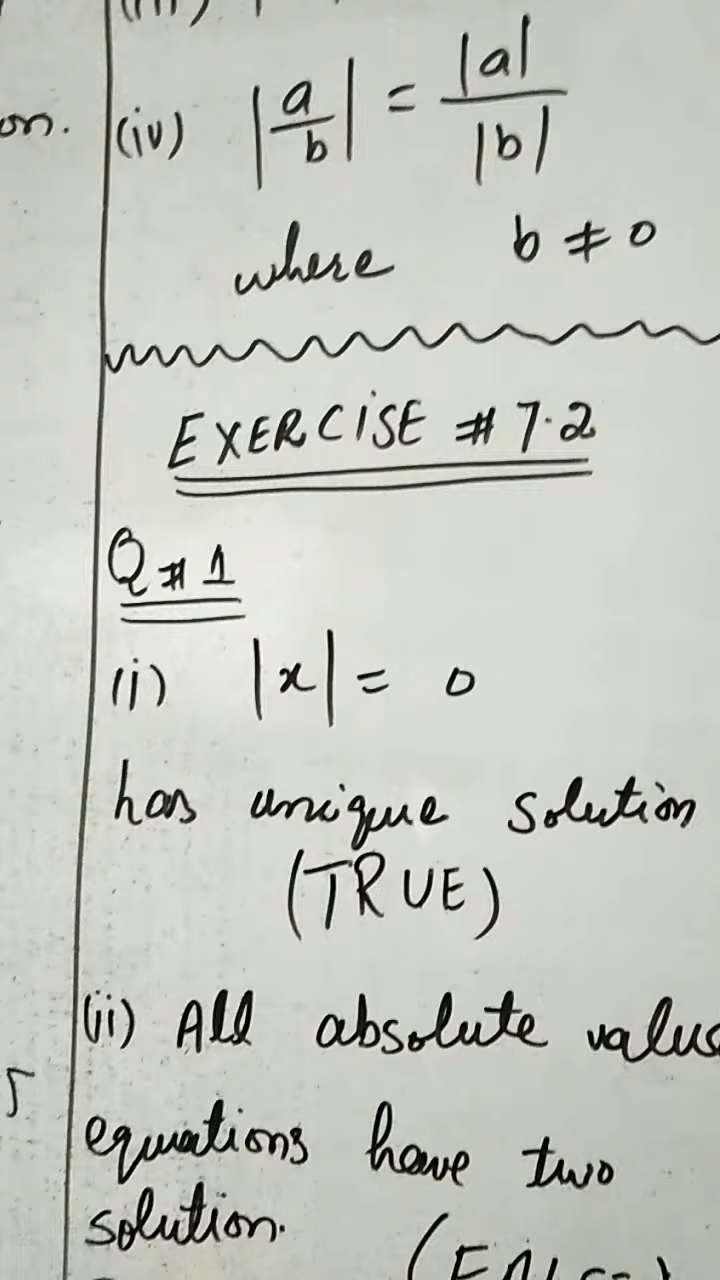 on.
(iv) |a/b| = |a|/|b|
where b ≠ 0
EXERCISE # 7.2
Q # 1
(i) |x| = 0
has unique solution
(TRUE)
(ii) All absolute value
equations have two
solution.